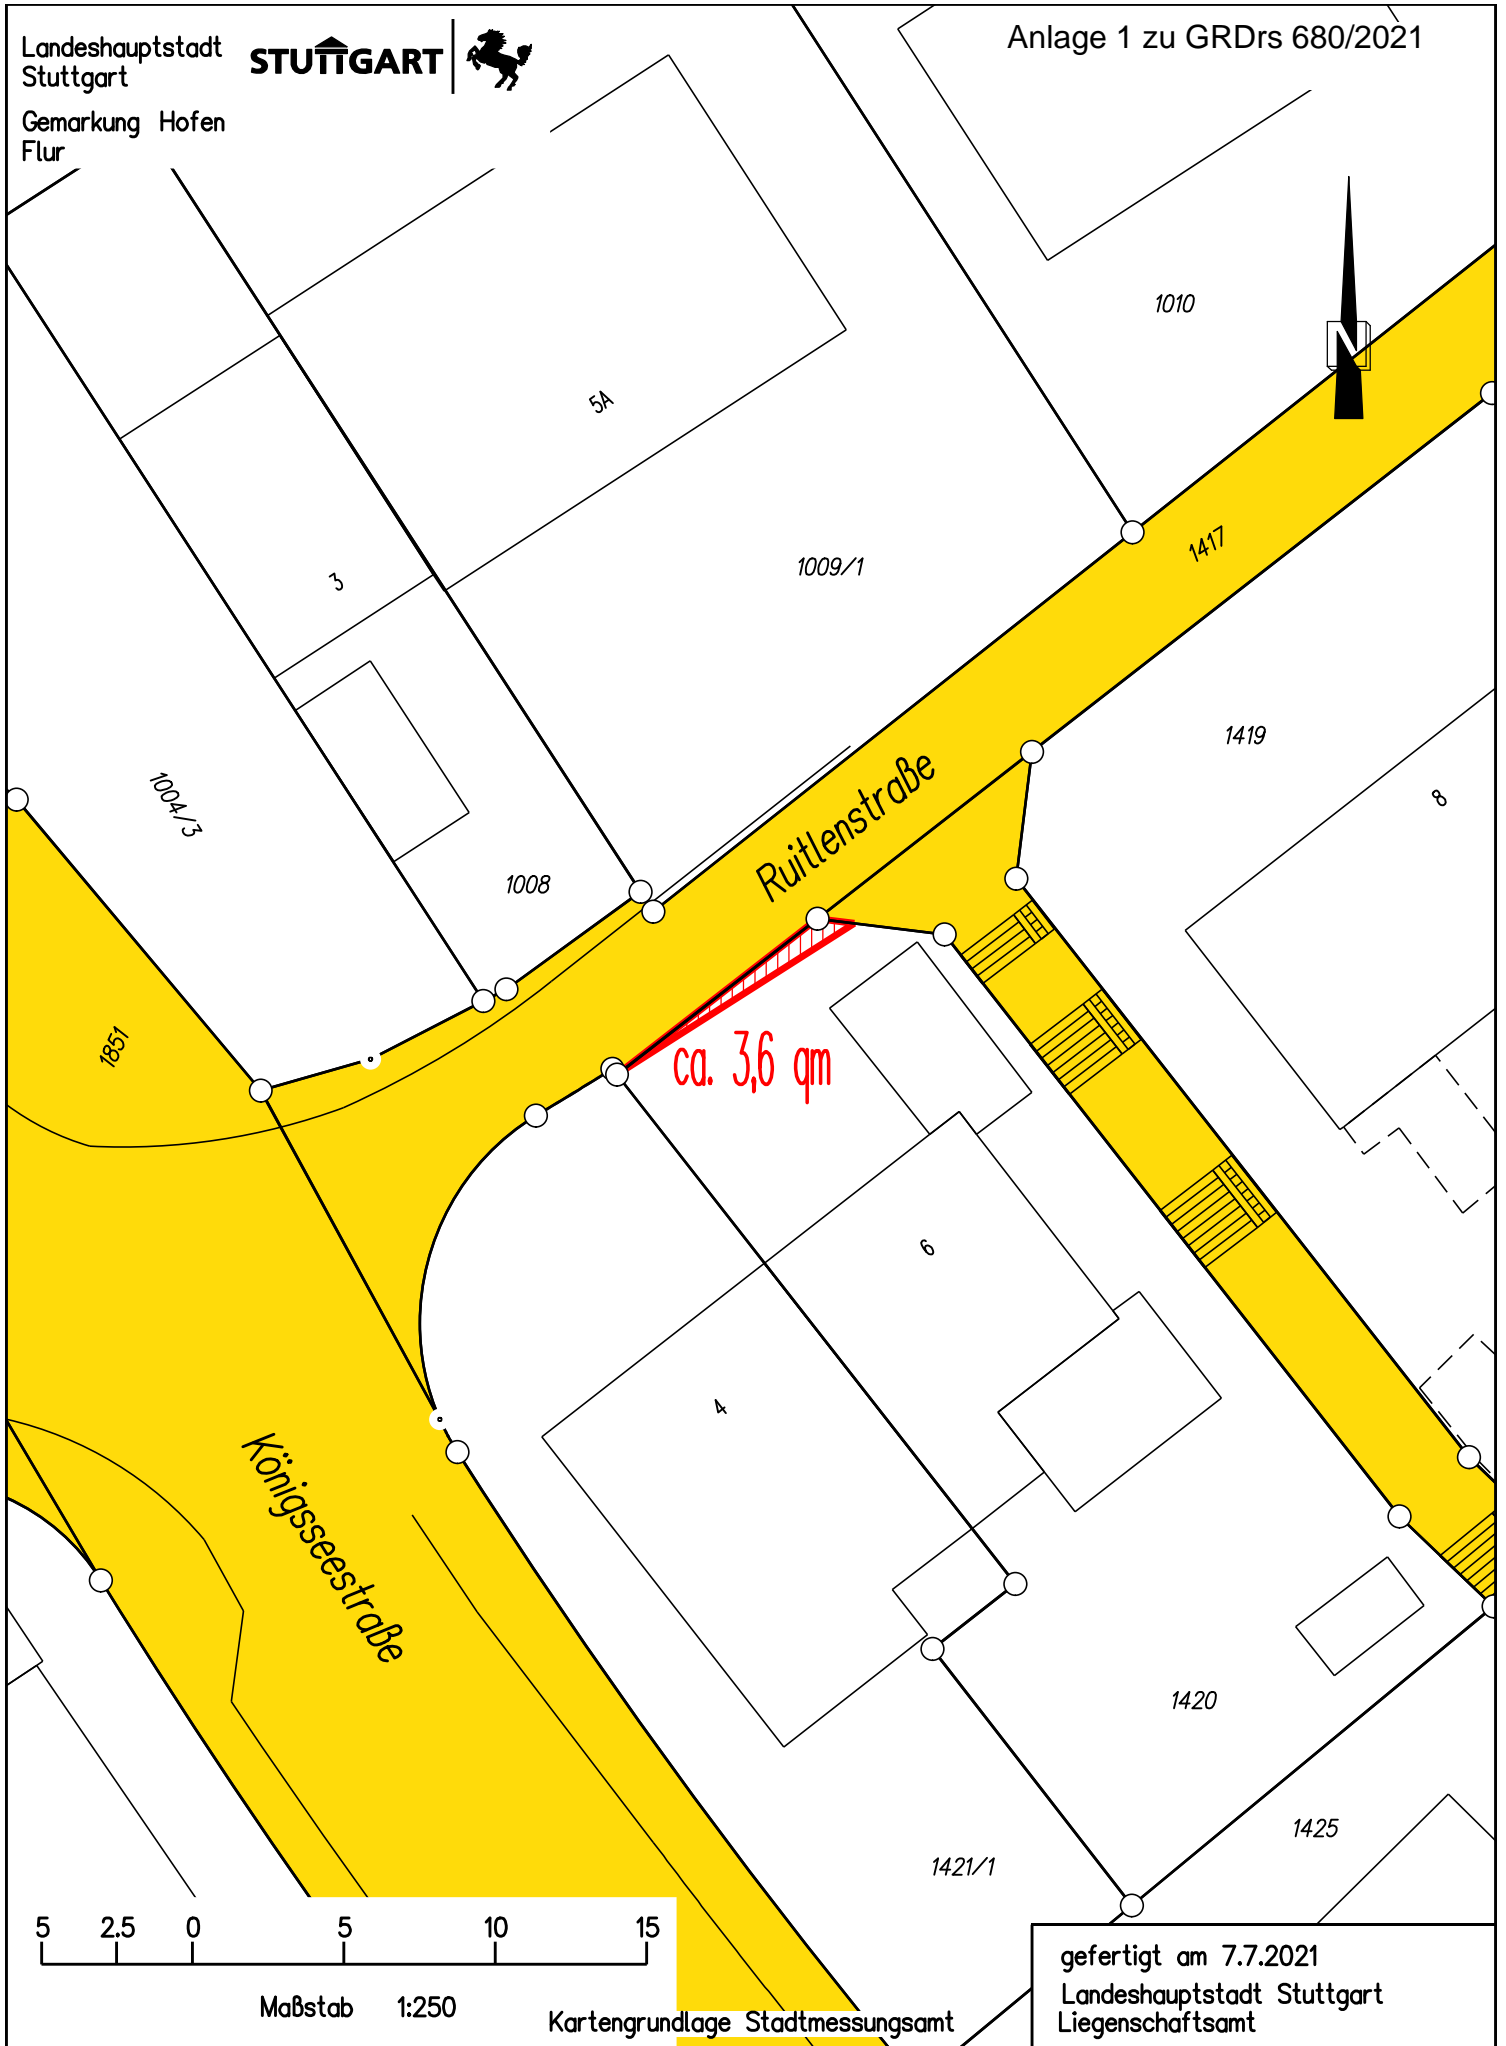 Landeshauptstadt
Stuttgart
STUTTGART
Anlage 1 zu GRDrs 680/2021
Gemarkung Hofen
Flur
1010
N
5A
1417
1009/1
3
1419
8
1004/3
Ruitlenstraße
1008
1851
ca. 3,6 qm
6
4
Königsseestraße
1420
1425
1421/1
5 2.5 0 5 10 15
Maßstab 1:250
Kartengrundlage Stadtmessungsamt
gefertigt am 7.7.2021
Landeshauptstadt Stuttgart
Liegenschaftsamt